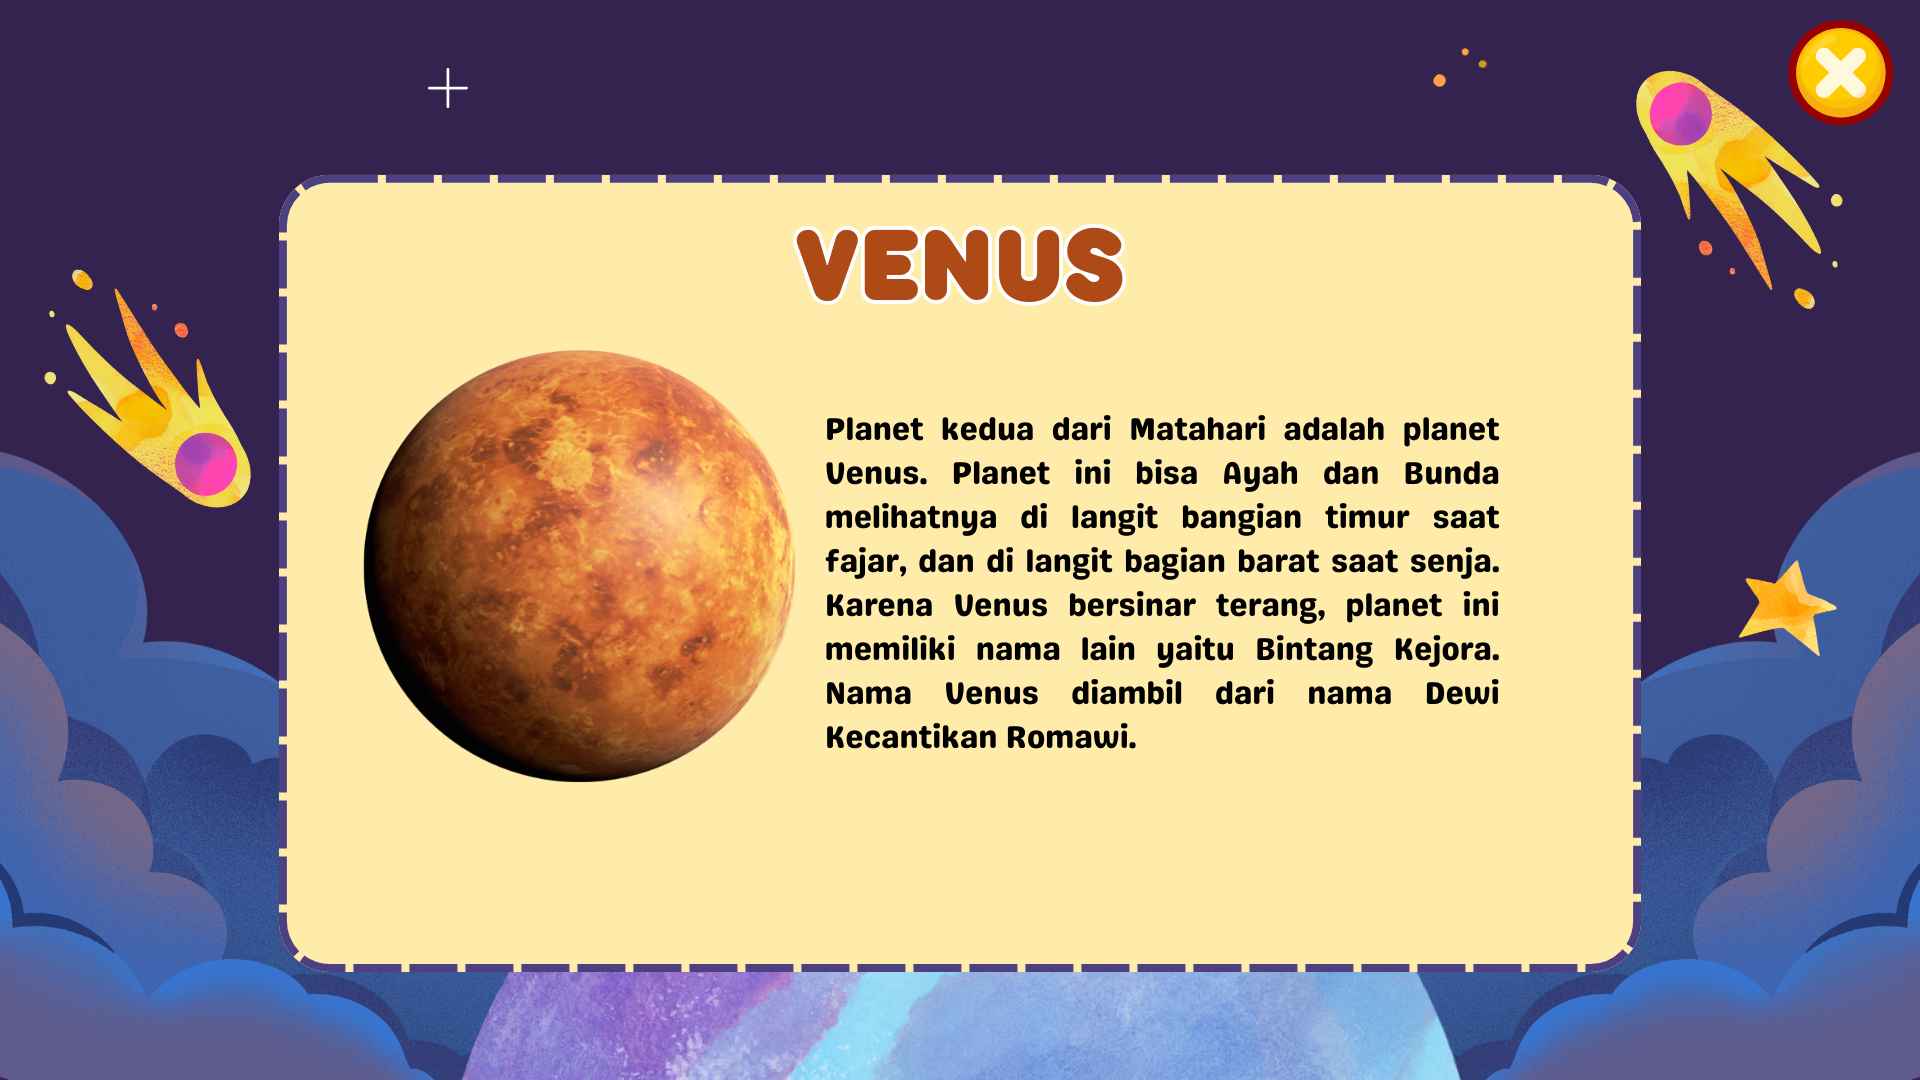 VENUS
Planet kedua dari Matahari adalah planet
Venus. Planet ini bisa Ayah dan Bunda
melihatnya di langit bangian timur saat
fajar, dan di langit bagian barat saat senja.
Karena Venus bersinar terang, planet ini
memiliki nama lain yaitu Bintang Kejora.
Nama Venus diambil dari nama Dewi
Kecantikan Romawi.